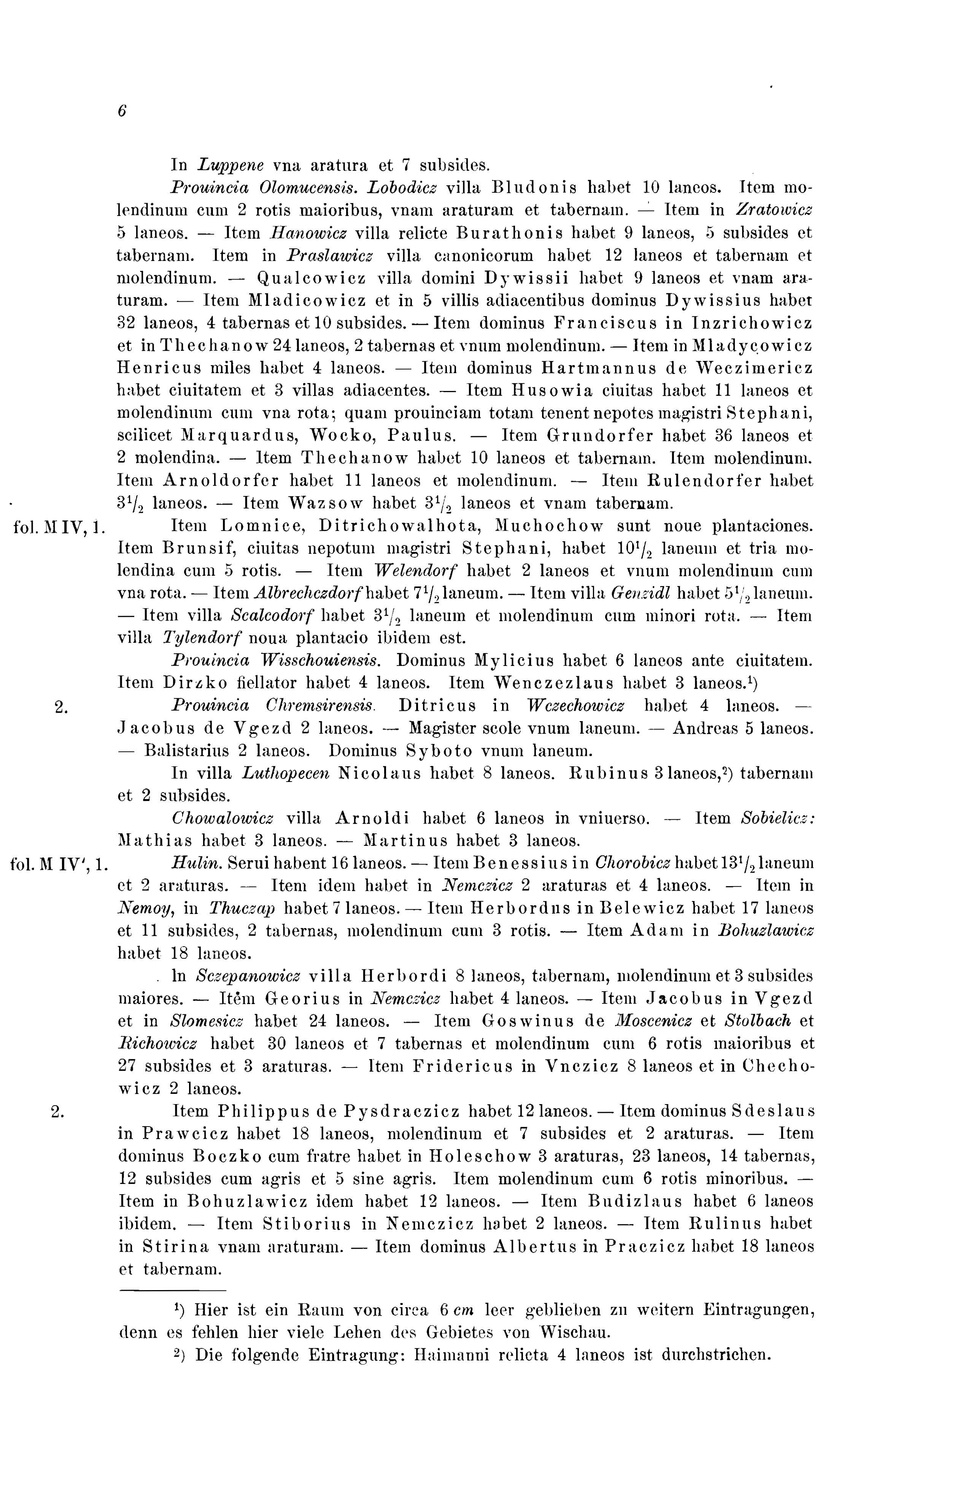 6
In Luppene vna aratura et 7 subsides.
Prouincia Olomucensis. Lobodicz villa Bludonis habet 10 laneos. Item mo-
lendinum cum 2 rotis maioribus, vnam araturam et tabernam. — Item in Zratowicz
5 laneos. — Item Hanowicz villa relicte Burathonis habet 9 laneos, 5 subsides et
tabernam. Item in Praslawicz villa canonicorum habet 12 laneos et tabernam et
molendinum. — Qualcowicz villa domini Dywissii habet 9 laneos et vnam ara-
turam. — Item Mladicowicz et in 5 villis adiacentibus dominus Dywissius habet
32 laneos, 4 tabernas et 10 subsides. — Item dominus Franciscus in Inzrichowicz
et in Thechanow 24 laneos, 2 tabernas et vnum molendinum. — Item in Mladycowicz
Henricus miles habet 4 laneos. — Item dominus Hartmannus de Weczimericz
habet ciuitatem et 3 villas adiacentes. — Item Husowia ciuitas habet 11 laneos et
molendinum cum vna rota; quam prouinciam totam tenent nepotes magistri Stephani,
scilicet Marquardus, Wocko, Paulus. — Item Grundorfer habet 36 laneos et
2 molendina. — Item Thechanow habet 10 laneos et tabernam. Item molendinum.
Item Arnoldorfer habet 11 laneos et molendinum. — Item Rulendorfer habet
3½ laneos. — Item Wazsow habet 3½ laneos et vnam tabernam.
fol. M IV, 1. Item Lomnice, Ditrichowalhota, Muchochow sunt noue plantaciones.
Item Brunsif, ciuitas nepotum magistri Stephani, habet 10½ laneum et tria mo-
lendina cum 5 rotis. — Item Welendorf habet 2 laneos et vnum molendinum cum
vna rota. — Item Albrechczdorf habet 7½ laneum. — Item villa Genzidl habet 5½ laneum.
— Item villa Scalcodorf habet 3½ laneum et molendinum cum minori rota. — Item
villa Tylendorf noua plantacio ibidem est.
Prouincia Wisschouiensis. Dominus Mylicius habet 6 laneos ante ciuitatem.
Item Dirzko fiellator habet 4 laneos. Item Wenczezlaus habet 3 laneos.¹)
2. Prouincia Chremsirensis. Ditricus in Wczechowicz habet 4 laneos. —
Jacobus de Vgezd 2 laneos. — Magister scole vnum laneum. — Andreas 5 laneos.
— Balistarius 2 laneos. Dominus Syboto vnum laneum.
In villa Luthopecen Nicolaus habet 8 laneos. Rubinus 3 laneos,²) tabernam
et 2 subsides.
Chowalowicz villa Arnoldi habet 6 laneos in vniuerso. — Item Sobielicz:
Mathias habet 3 laneos. — Martinus habet 3 laneos.
fol. M IV', 1. Hulin. Serui habent 16 laneos. — Item Benessius in Chorobicz habet 13½ laneum
et 2 araturas. — Item idem habet in Nemczicz 2 araturas et 4 laneos. — Item in
Nemoy, in Thuczap habet 7 laneos. — Item Herbordus in Belewicz habet 17 laneos
et 11 subsides, 2 tabernas, molendinum cum 3 rotis. — Item Adam in Bohuzlawicz
habet 18 laneos.
In Sczepanowicz villa Herbordi 8 laneos, tabernam, molendinum et 3 subsides
maiores. — Item Georius in Nemczicz habet 4 laneos. — Item Jacobus in Vgezd
et in Slomesicz habet 24 laneos. — Item Goswinus de Moscenicz et Stolbach et
Richowicz habet 30 laneos et 7 tabernas et molendinum cum 6 rotis maioribus et
27 subsides et 3 araturas. — Item Fridericus in Vnczicz 8 laneos et in Checho-
wicz 2 laneos.
2. Item Philippus de Pysdraczicz habet 12 laneos. — Item dominus Sdeslaus
in Prawcicz habet 18 laneos, molendinum et 7 subsides et 2 araturas. — Item
dominus Boczko cum fratre habet in Holeschow 3 araturas, 23 laneos, 14 tabernas,
12 subsides cum agris et 5 sine agris. Item molendinum cum 6 rotis minoribus. —
Item in Bohuzlawicz idem habet 12 laneos. — Item Budizlaus habet 6 laneos
ibidem. — Item Stiborius in Nemczicz habet 2 laneos. — Item Rulinus habet
in Stirina vnam araturam. — Item dominus Albertus in Praczicz habet 18 laneos
et tabernam.
¹) Hier ist ein Raum von circa 6 cm leer geblieben zu weitern Eintragungen,
denn es fehlen hier viele Lehen des Gebietes von Wischau.
²) Die folgende Eintragung: Haimanni relicta 4 laneos ist durchstrichen.